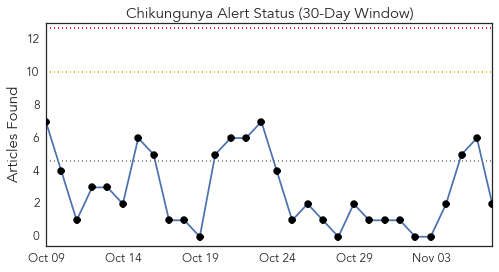 Chikungunya Alert Status (30-Day Window)
Articles Found
12
10
8
6
4
2
0
Oct 09 Oct 14 Oct 19 Oct 24 Oct 29 Nov 03